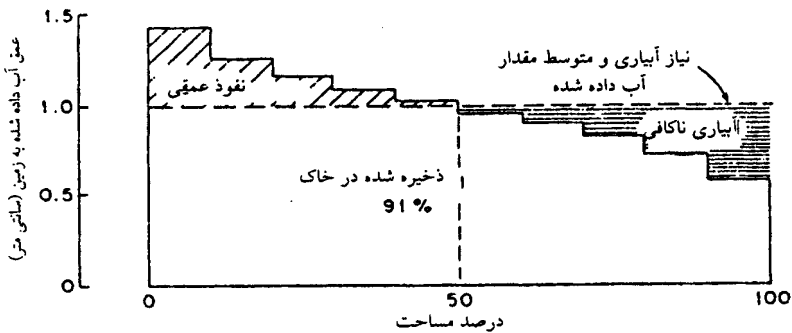 عمق آب داده شده به زمین (سانتی متر)
1.5
1.0
0.5
0
نفوذ عمقی
نیاز آبیاری و متوسط مقدار
آب داده شده
آبیاری ناکافی
ذخیره شده در خاک
91 %
0
50
100
درصد مساحت